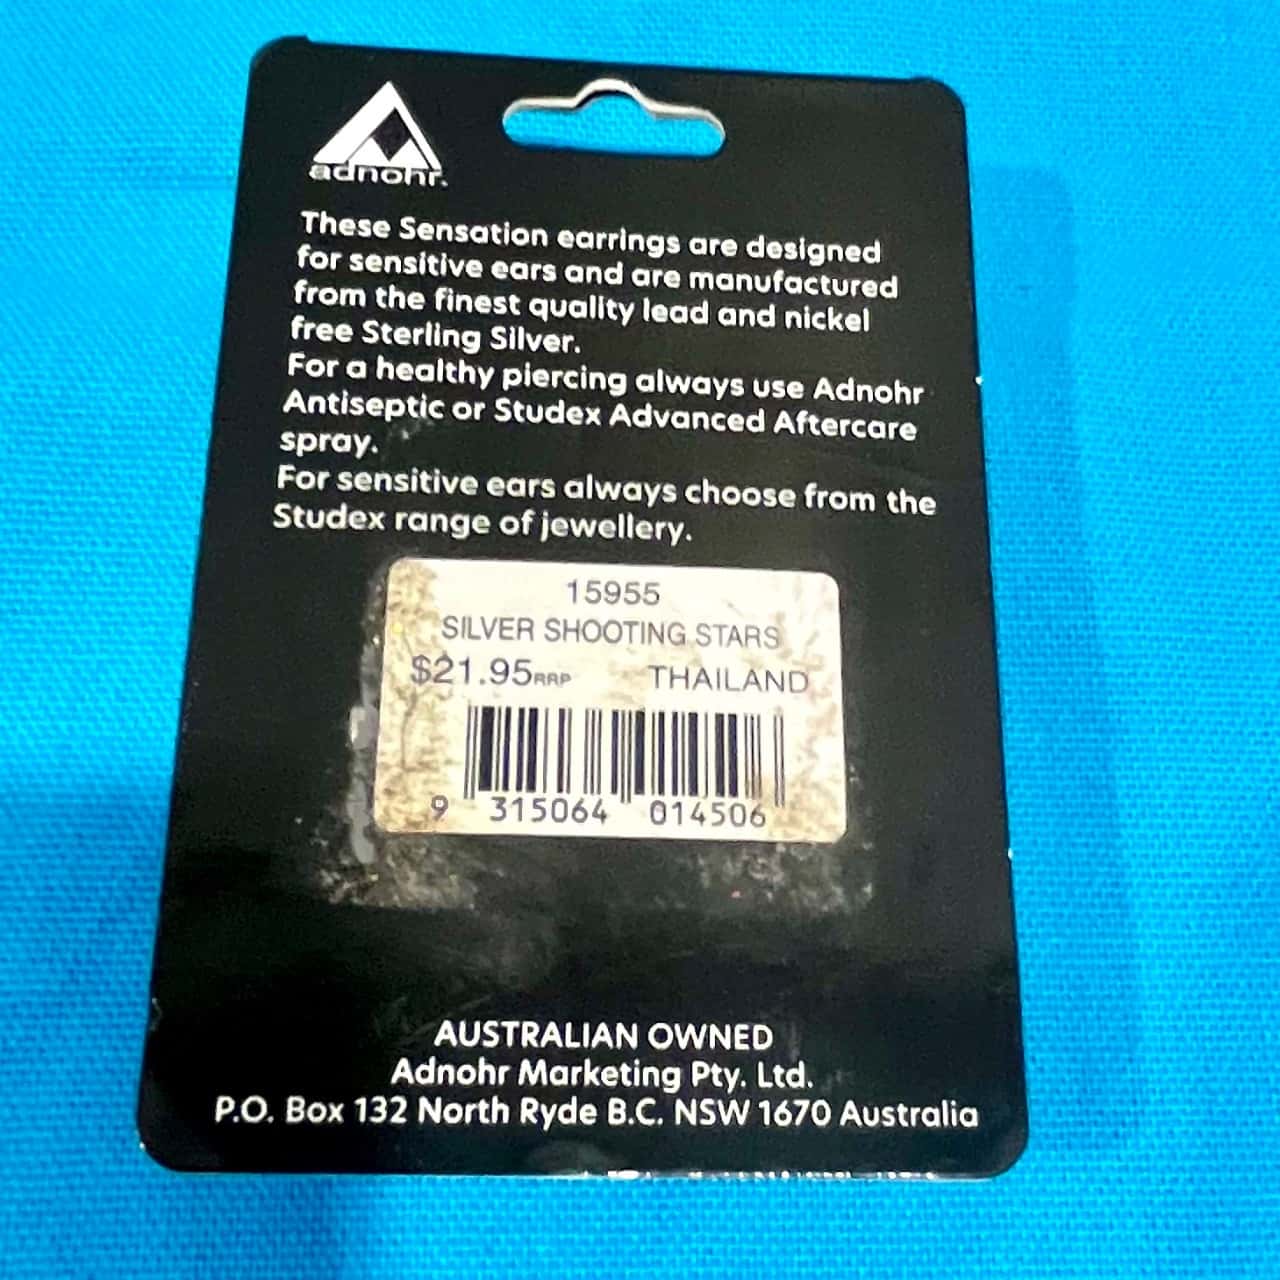 adnohr.
These Sensation earrings are designed
for sensitive ears and are manufactured
from the finest quality lead and nickel
free Sterling Silver.
For a healthy piercing always use Adnohr
Antiseptic or Studex Advanced Aftercare
spray.
For sensitive ears always choose from the
Studex range of jewellery.
15955
SILVER SHOOTING STARS
$21.95RRP THAILAND
9 315064 014506
AUSTRALIAN OWNED
Adnohr Marketing Pty. Ltd.
P.O. Box 132 North Ryde B.C. NSW 1670 Australia